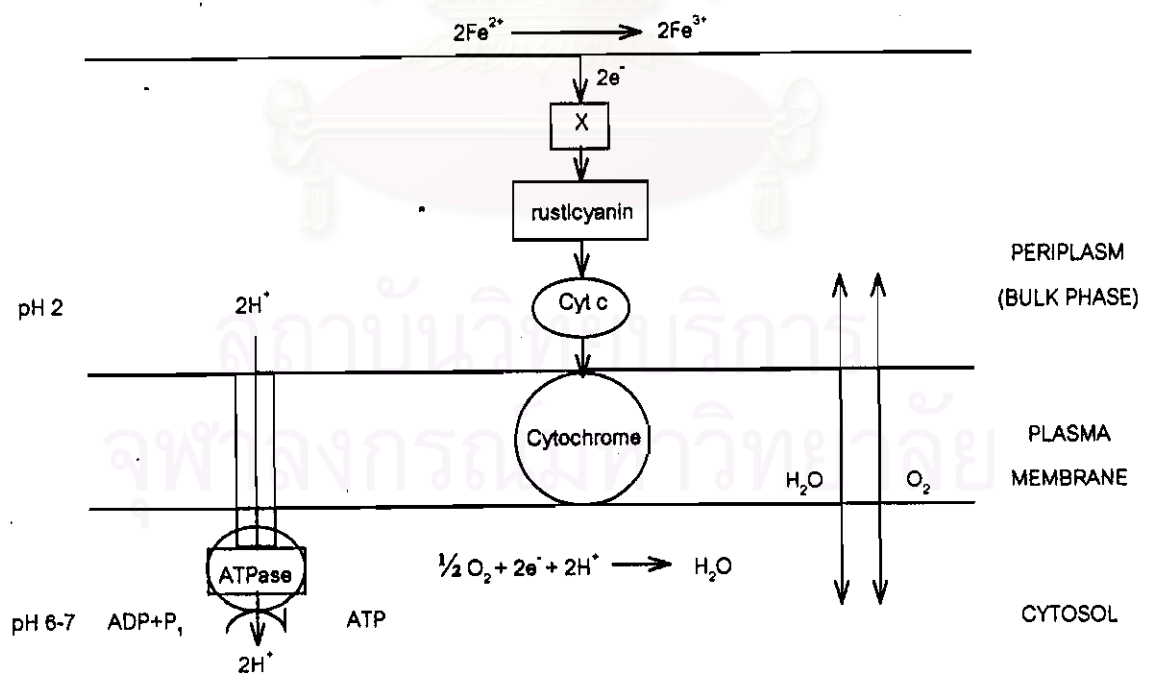 2Fe²⁺ ⟶ 2Fe³⁺
2e⁻
X
rusticyanin
PERIPLASM
(BULK PHASE)
pH 2
2H⁺
Cyt c
สถาบันวิทยบริการ
Cytochrome
PLASMA
MEMBRANE
จุฬาลงกรณ์มหาวิทยาลัย
H₂O
O₂
ATPase
½ O₂ + 2e⁻ + 2H⁺ ⟶ H₂O
pH 6-7
ADP+P₁
ATP
CYTOSOL
2H⁺